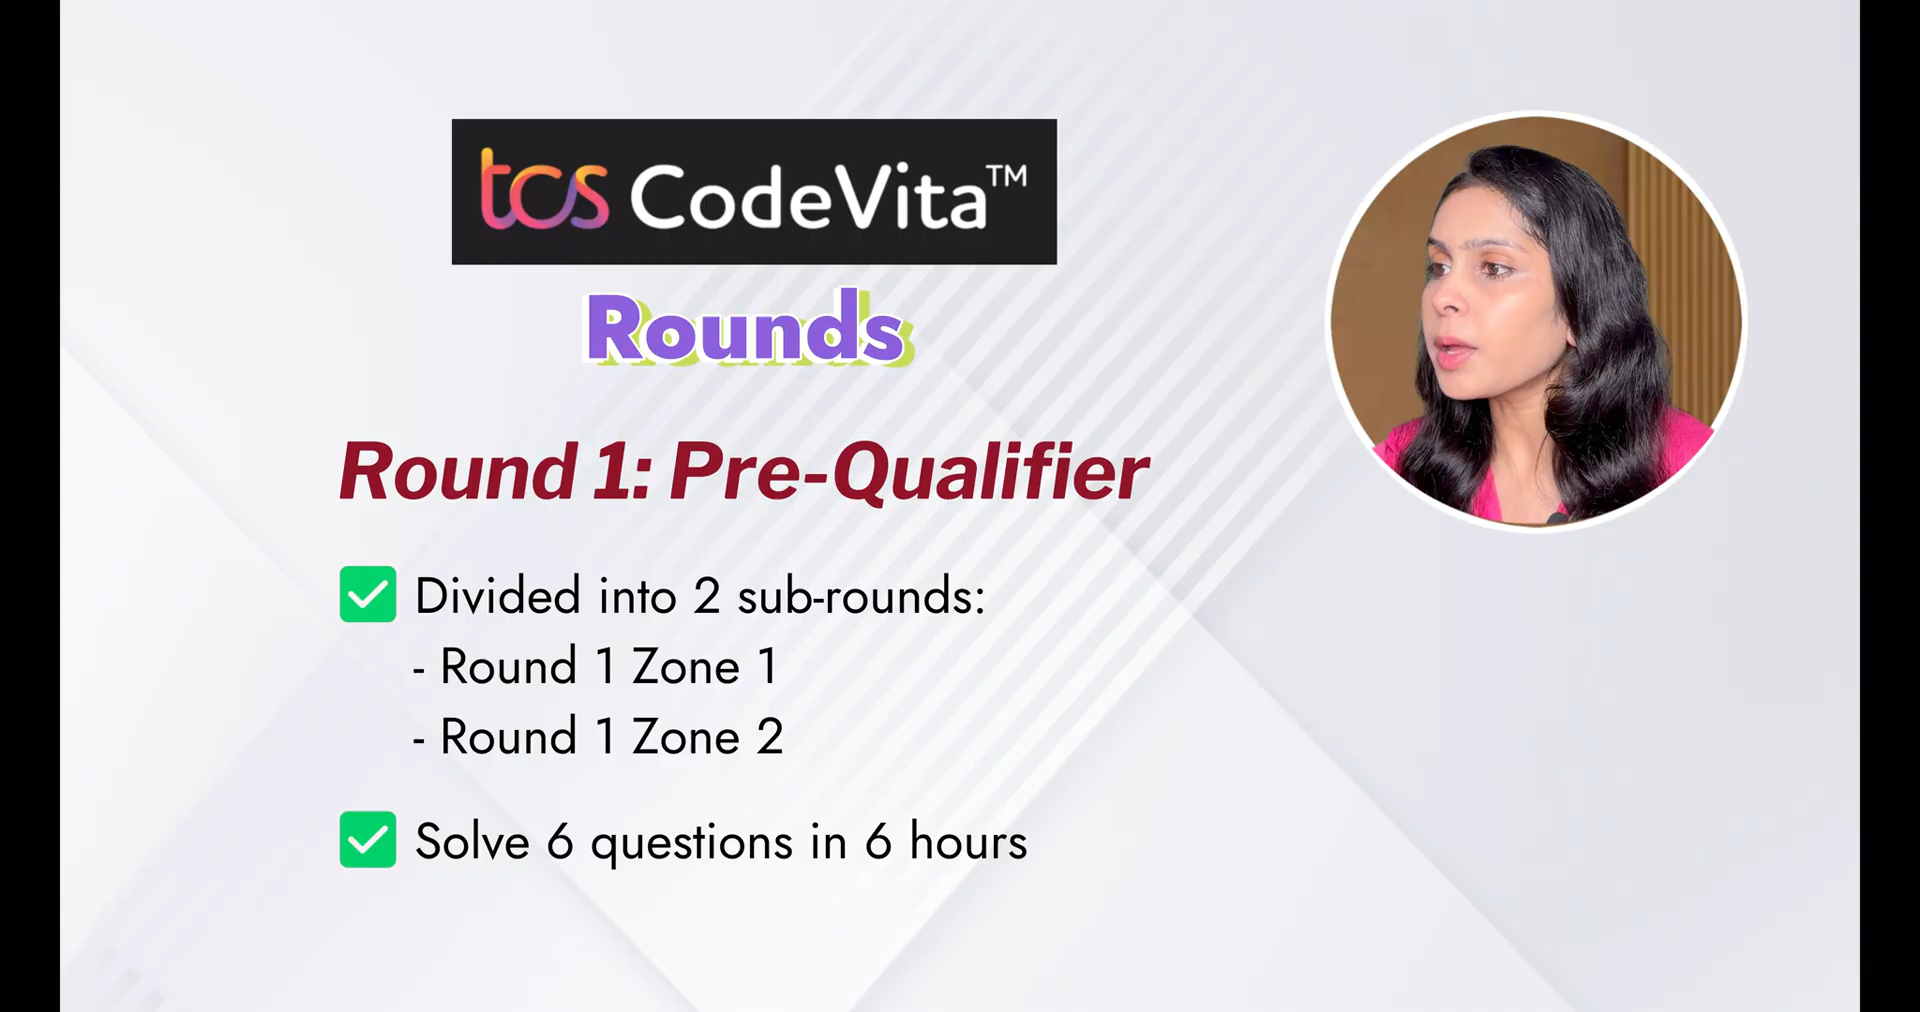 tcs CodeVita™
Rounds
Round 1: Pre-Qualifier
Divided into 2 sub-rounds:
- Round 1 Zone 1
- Round 1 Zone 2
Solve 6 questions in 6 hours